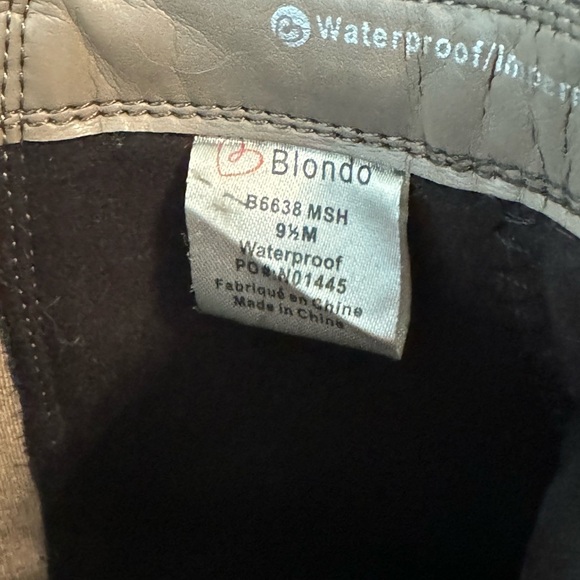 Waterproof/Imper
Blondo
B6638 MSH
9½M
Waterproof
PO#:N01445
Fabriqué en Chine
Made in China